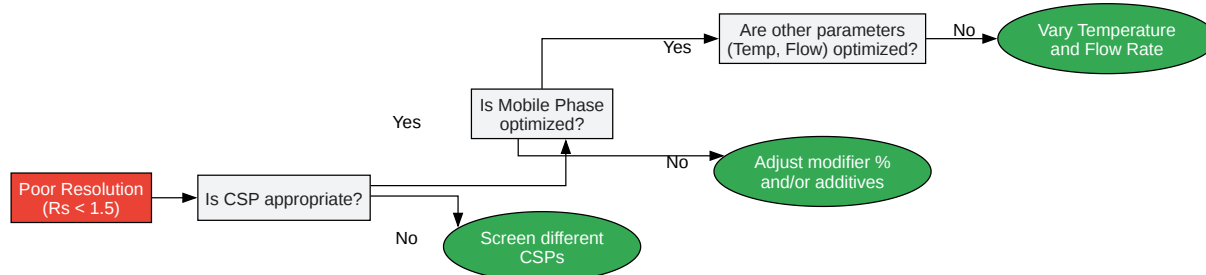 Poor Resolution
(Rs < 1.5)
Is CSP appropriate?
Yes
No
Screen different
CSPs
Is Mobile Phase
optimized?
Yes
No
Adjust modifier %
and/or additives
Are other parameters
(Temp, Flow) optimized?
No
Vary Temperature
and Flow Rate